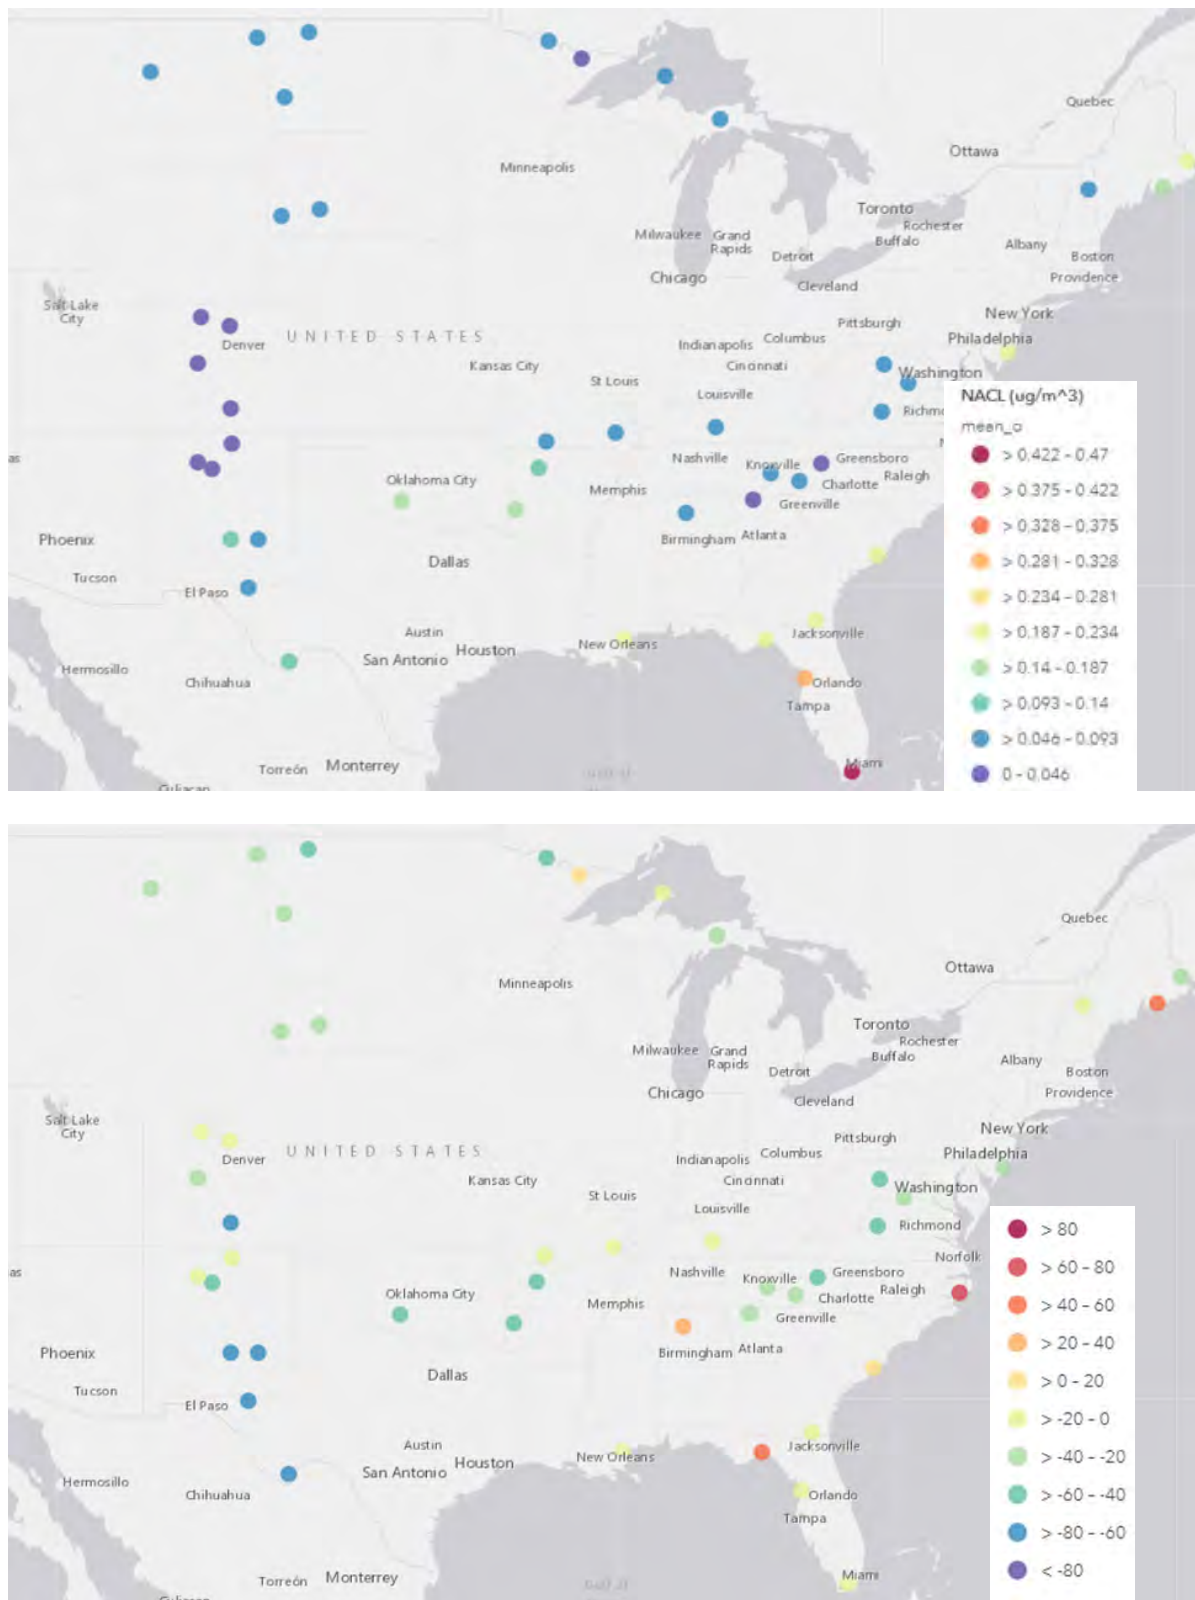 Quebec
Ottawa
Minneapolis
Toronto
Rochester
Buffalo
Milwaukee
Grand
Rapids
Albany
Boston
Detroit
Chicago
Cleveland
Providence
Salt Lake
City
New York
Pittsburgh
UNITED STATES
Denver
Columbus
Philadelphia
Indianapolis
Kansas City
Cincinnati
Washington
St Louis
Louisville
NACL (ug/m^3)
mean_o
Richmo
as
Nashville
Knoxville
Greensboro
> 0.422 - 0.47
Oklahoma City
Raleigh
Memphis
Charlotte
> 0.375 - 0.422
Greenville
> 0.328 - 0.375
Phoenix
Birmingham
Atlanta
Dallas
> 0.281 - 0.328
Tucson
El Paso
> 0.234 - 0.281
Austin
Jacksonville
> 0.187 - 0.234
New Orleans
Houston
San Antonio
Hermosillo
> 0.14 - 0.187
Chihuahua
Orlando
Tampa
> 0.093 - 0.14
> 0.046 - 0.093
Torreón
Monterrey
Miami
0 - 0.046
Quebec
Ottawa
Minneapolis
Toronto
Rochester
Buffalo
Milwaukee
Grand
Rapids
Albany
Detroit
Boston
Chicago
Providence
Cleveland
Salt Lake
City
New York
Pittsburgh
UNITED STATES
Denver
Columbus
Philadelphia
Indianapolis
Kansas City
Cincinnati
Washington
St Louis
Louisville
Richmond
> 80
Norfolk
as
Nashville
Knoxville
Greensboro
> 60 - 80
Oklahoma City
Raleigh
Charlotte
Memphis
> 40 - 60
Greenville
> 20 - 40
Phoenix
Birmingham
Atlanta
Dallas
> 0 - 20
Tucson
El Paso
> -20 - 0
Austin
Jacksonville
New Orleans
> -40 - -20
Houston
San Antonio
Hermosillo
Chihuahua
Orlando
> -60 - -40
Tampa
> -80 - -60
Miami
< -80
Torreón
Monterrey